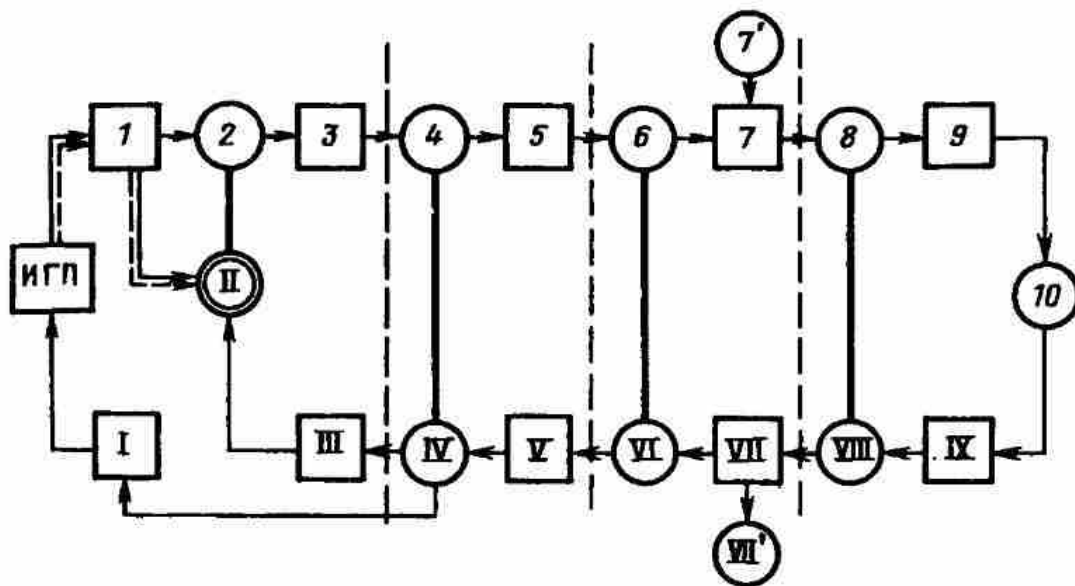 7'
1 2 3 4 5 6 7 8 9
ИГП II 10
I III IV V VI VII VIII IX
VII'